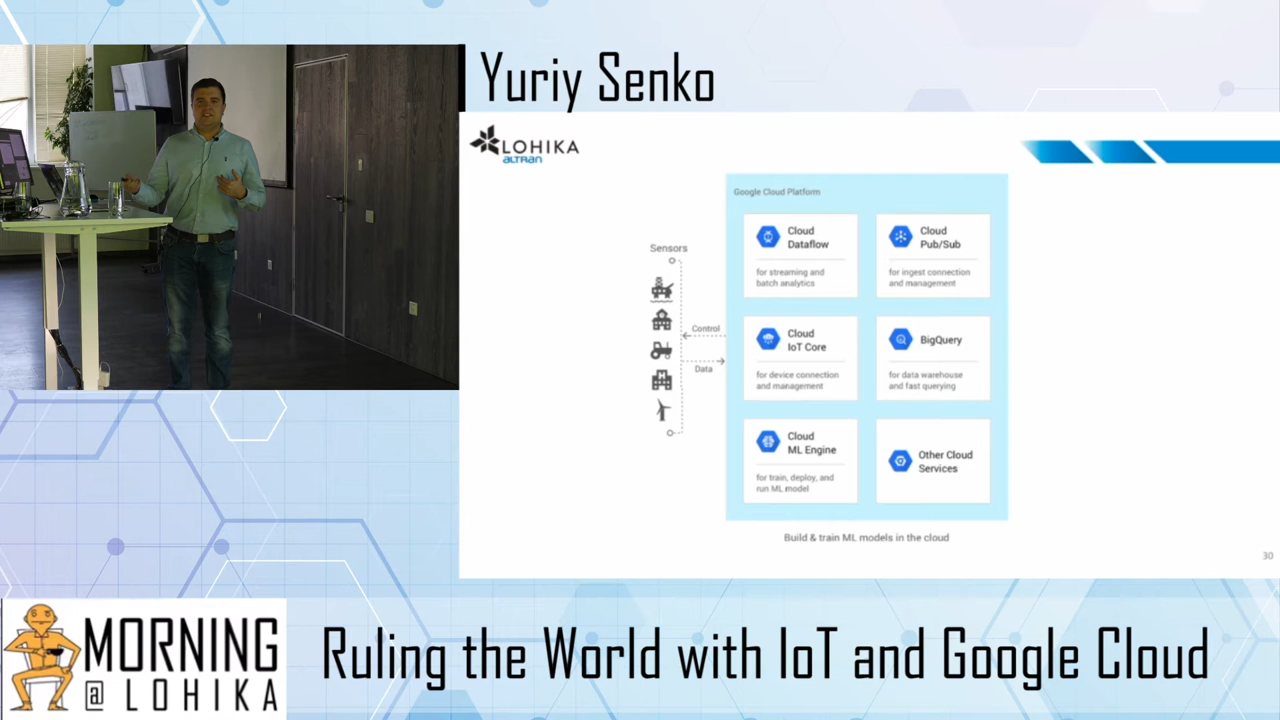 Yuriy Senko
LOHIKA
altran
Google Cloud Platform
Sensors
Control
Data
Cloud
Dataflow
for streaming and
batch analytics
Cloud
Pub/Sub
for ingest connection
and management
Cloud
IoT Core
for device connection
and management
BigQuery
for data warehouse
and fast querying
Cloud
ML Engine
for train, deploy, and
run ML model
Other Cloud
Services
Build & train ML models in the cloud
30
MORNING
@ LOHIKA
Ruling the World with IoT and Google Cloud